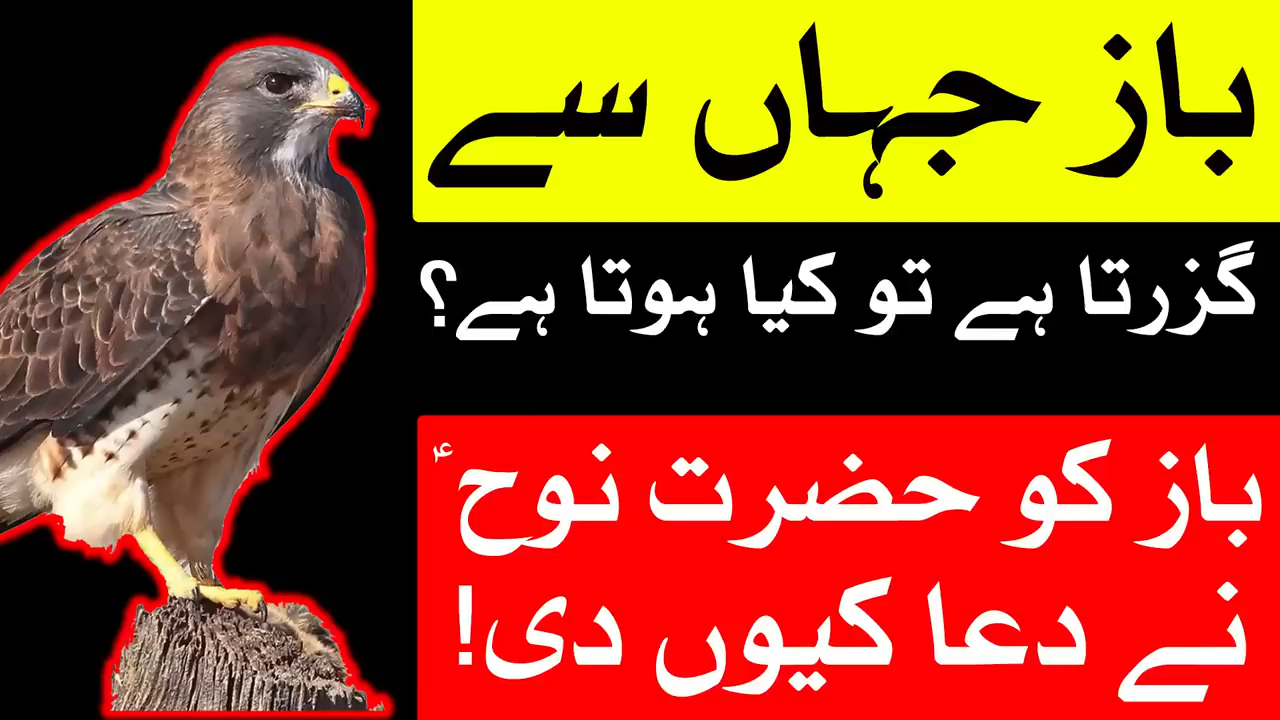 باز جہاں سے
گزرتا ہے تو کیا ہوتا ہے؟
باز کو حضرت نوحؑ
نے دعا کیوں دی!